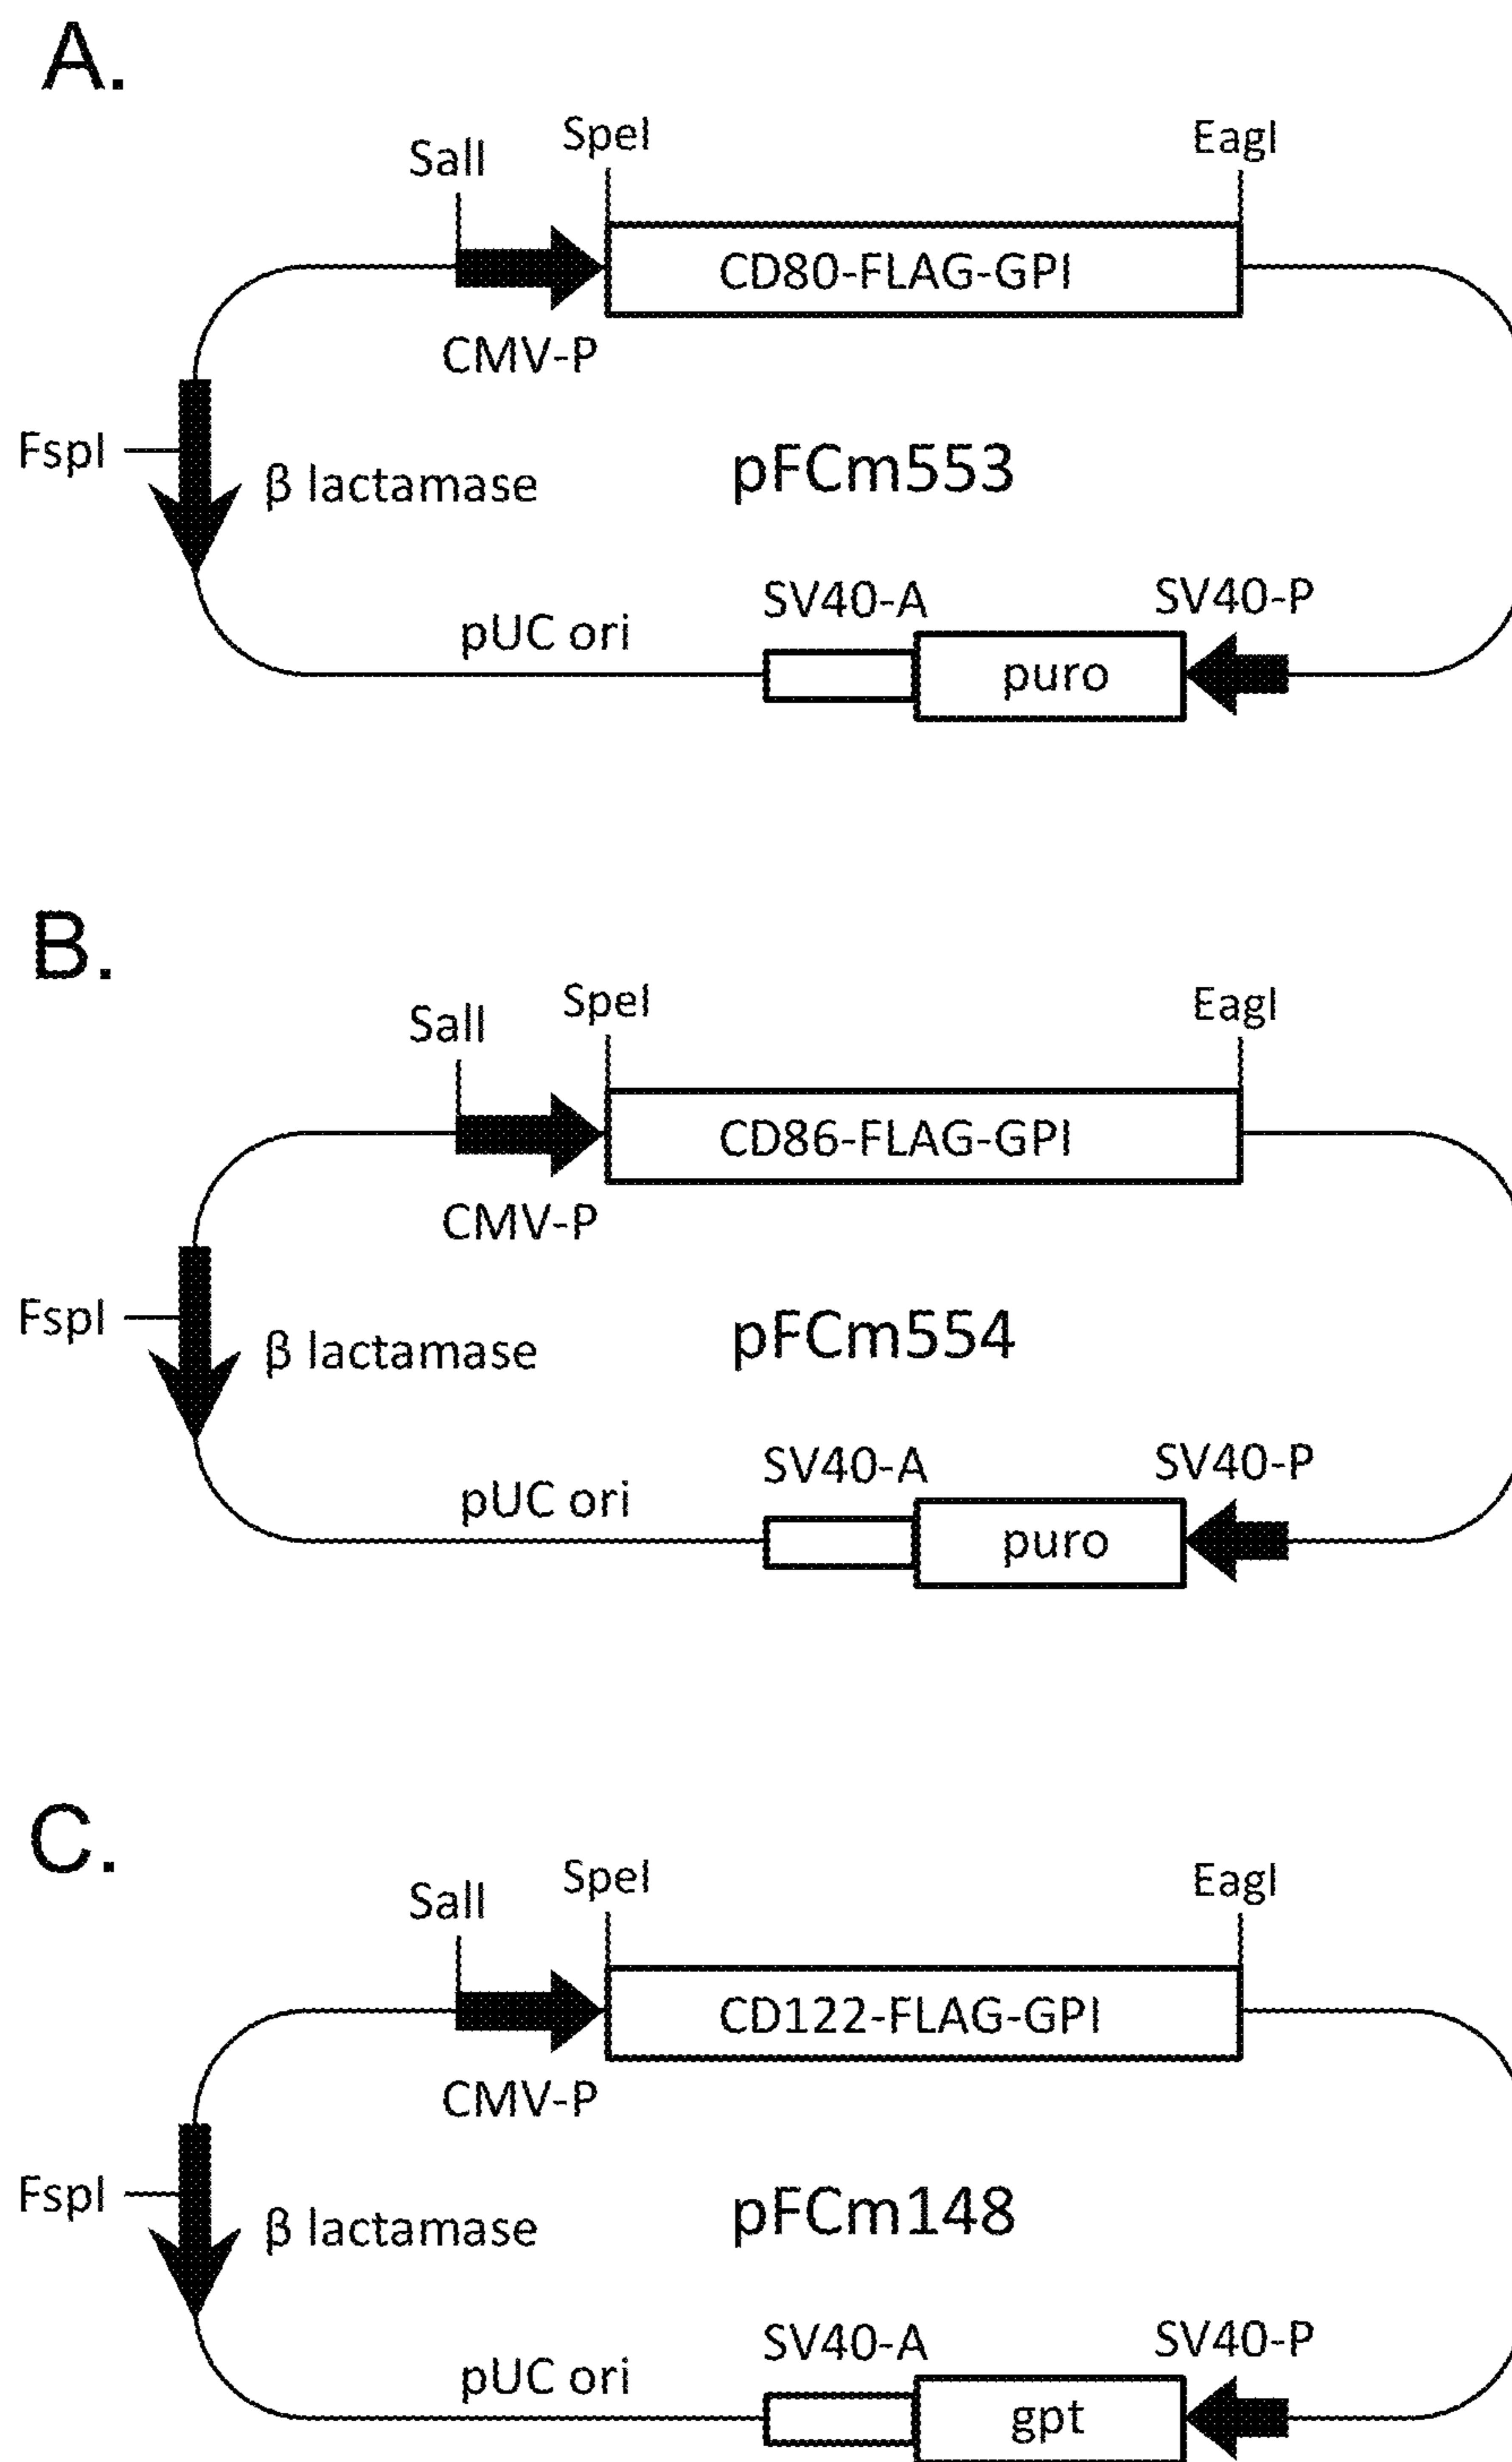 A.
SalI
SpeI
EagI
CD80-FLAG-GPI
CMV-P
FspI
β lactamase
pFCm553
SV40-A
SV40-P
pUC ori
puro
B.
SalI
SpeI
EagI
CD86-FLAG-GPI
CMV-P
FspI
β lactamase
pFCm554
SV40-A
SV40-P
pUC ori
puro
C.
SalI
SpeI
EagI
CD122-FLAG-GPI
CMV-P
FspI
β lactamase
pFCm148
SV40-A
SV40-P
pUC ori
gpt